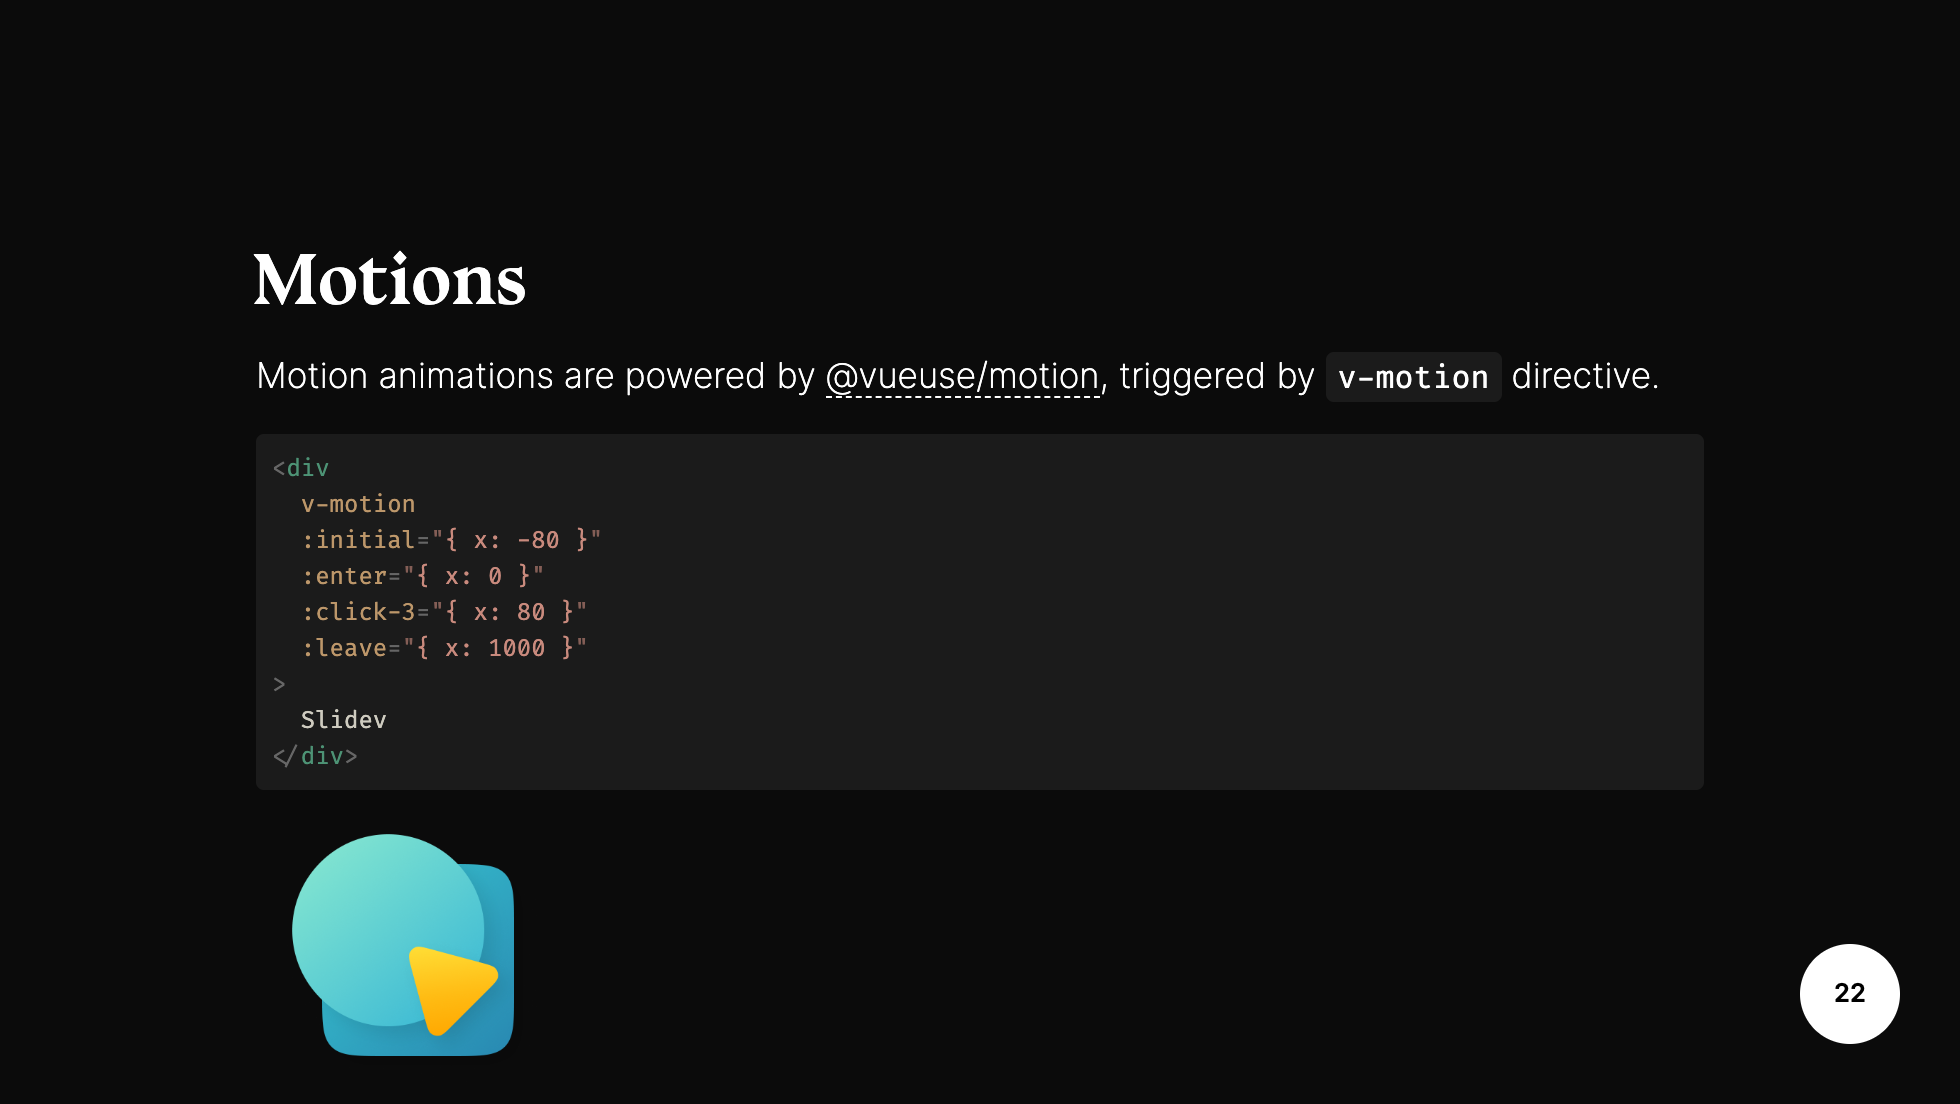 Motions
Motion animations are powered by @vueuse/motion, triggered by v-motion directive.
<div
  v-motion
  :initial="{ x: -80 }"
  :enter="{ x: 0 }"
  :click-3="{ x: 80 }"
  :leave="{ x: 1000 }"
>
  Slidev
</div>
22